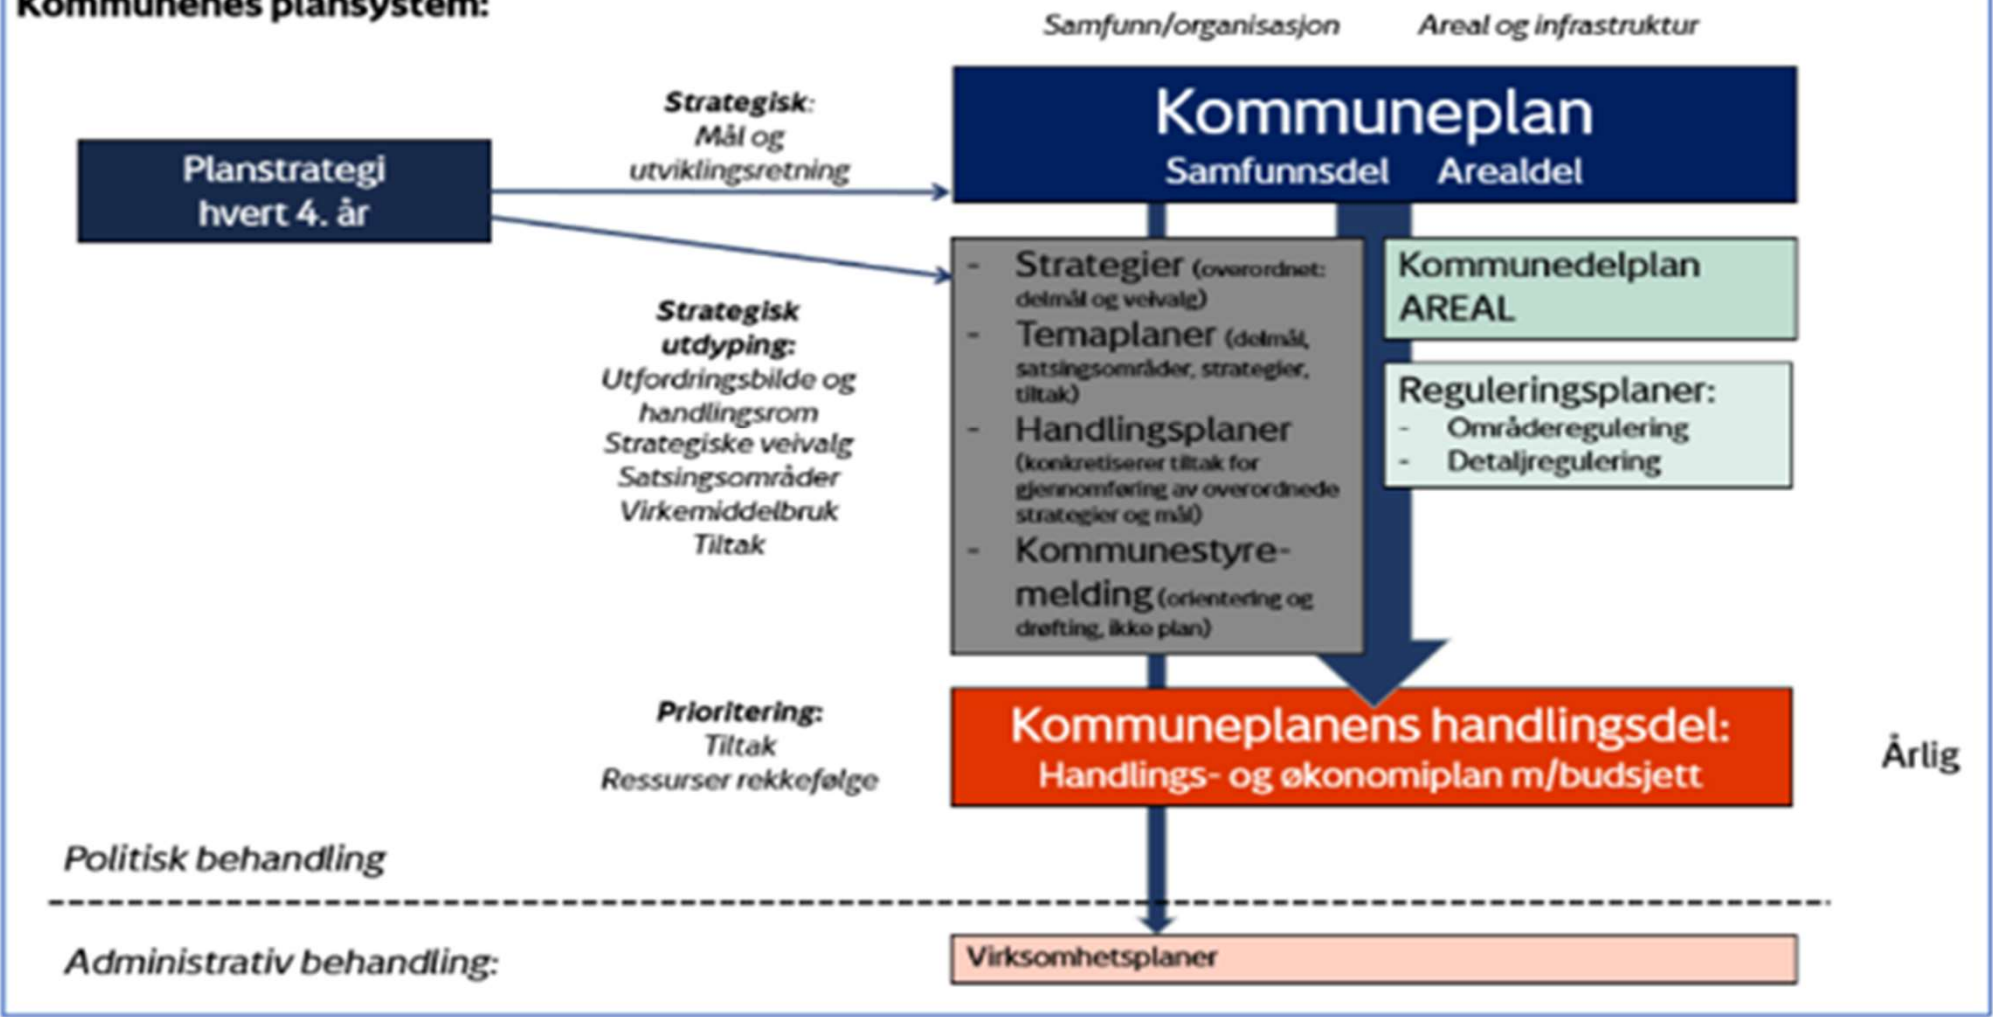 Kommunenes plansystem:
Samfunn/organisasjon
Areal og infrastruktur
Strategisk:
Mål og
utviklingsretning
Planstrategi
hvert 4. år
Kommuneplan
Samfunnsdel Arealdel
Strategisk
utdyping:
Utfordringsbilde og
handlingsrom
Strategiske veivalg
Satsingsområder
Virkemiddelbruk
Tiltak
- Strategier (overordnet:
delmål og veivalg)
- Temaplaner (delmål,
satsingsområder, strategier,
tiltak)
- Handlingsplaner
(konkretiserer tiltak for
gjennomføring av overordnede
strategier og mål)
- Kommunestyre-
melding (orientering og
drøfting, ikke plan)
Kommunedelplan
AREAL
Reguleringsplaner:
- Områderegulering
- Detaljregulering
Prioritering:
Tiltak
Ressurser rekkefølge
Kommuneplanens handlingsdel:
Handlings- og økonomiplan m/budsjett
Årlig
Politisk behandling
Administrativ behandling:
Virksomhetsplaner